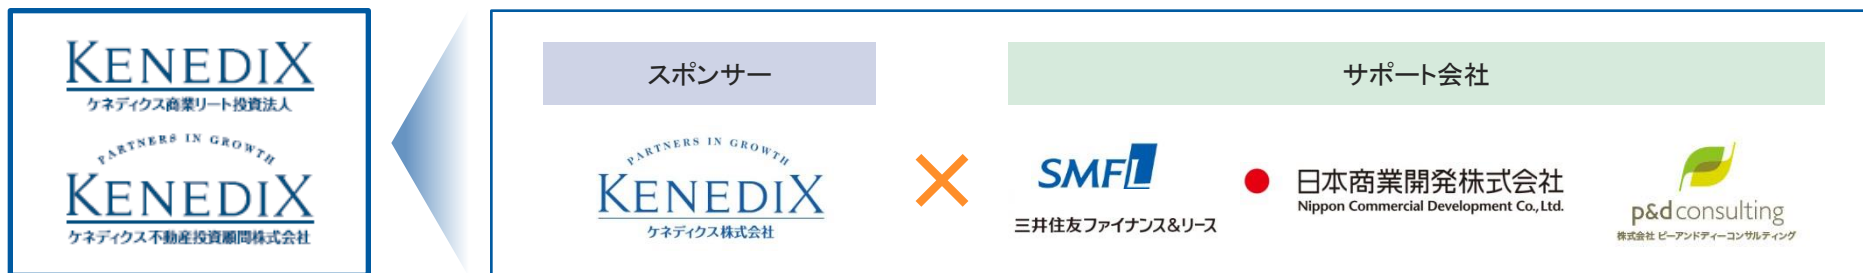 KENEDIX
ケネディクス商業リート投資法人
PARTNERS IN GROWTH
KENEDIX
ケネディクス不動産投資顧問株式会社
スポンサー
PARTNERS IN GROWTH
KENEDIX
ケネディクス株式会社
サポート会社
SMFL
三井住友ファイナンス&リース
日本商業開発株式会社
Nippon Commercial Development Co., Ltd.
p&dconsulting
株式会社 ピーアンドディーコンサルティング